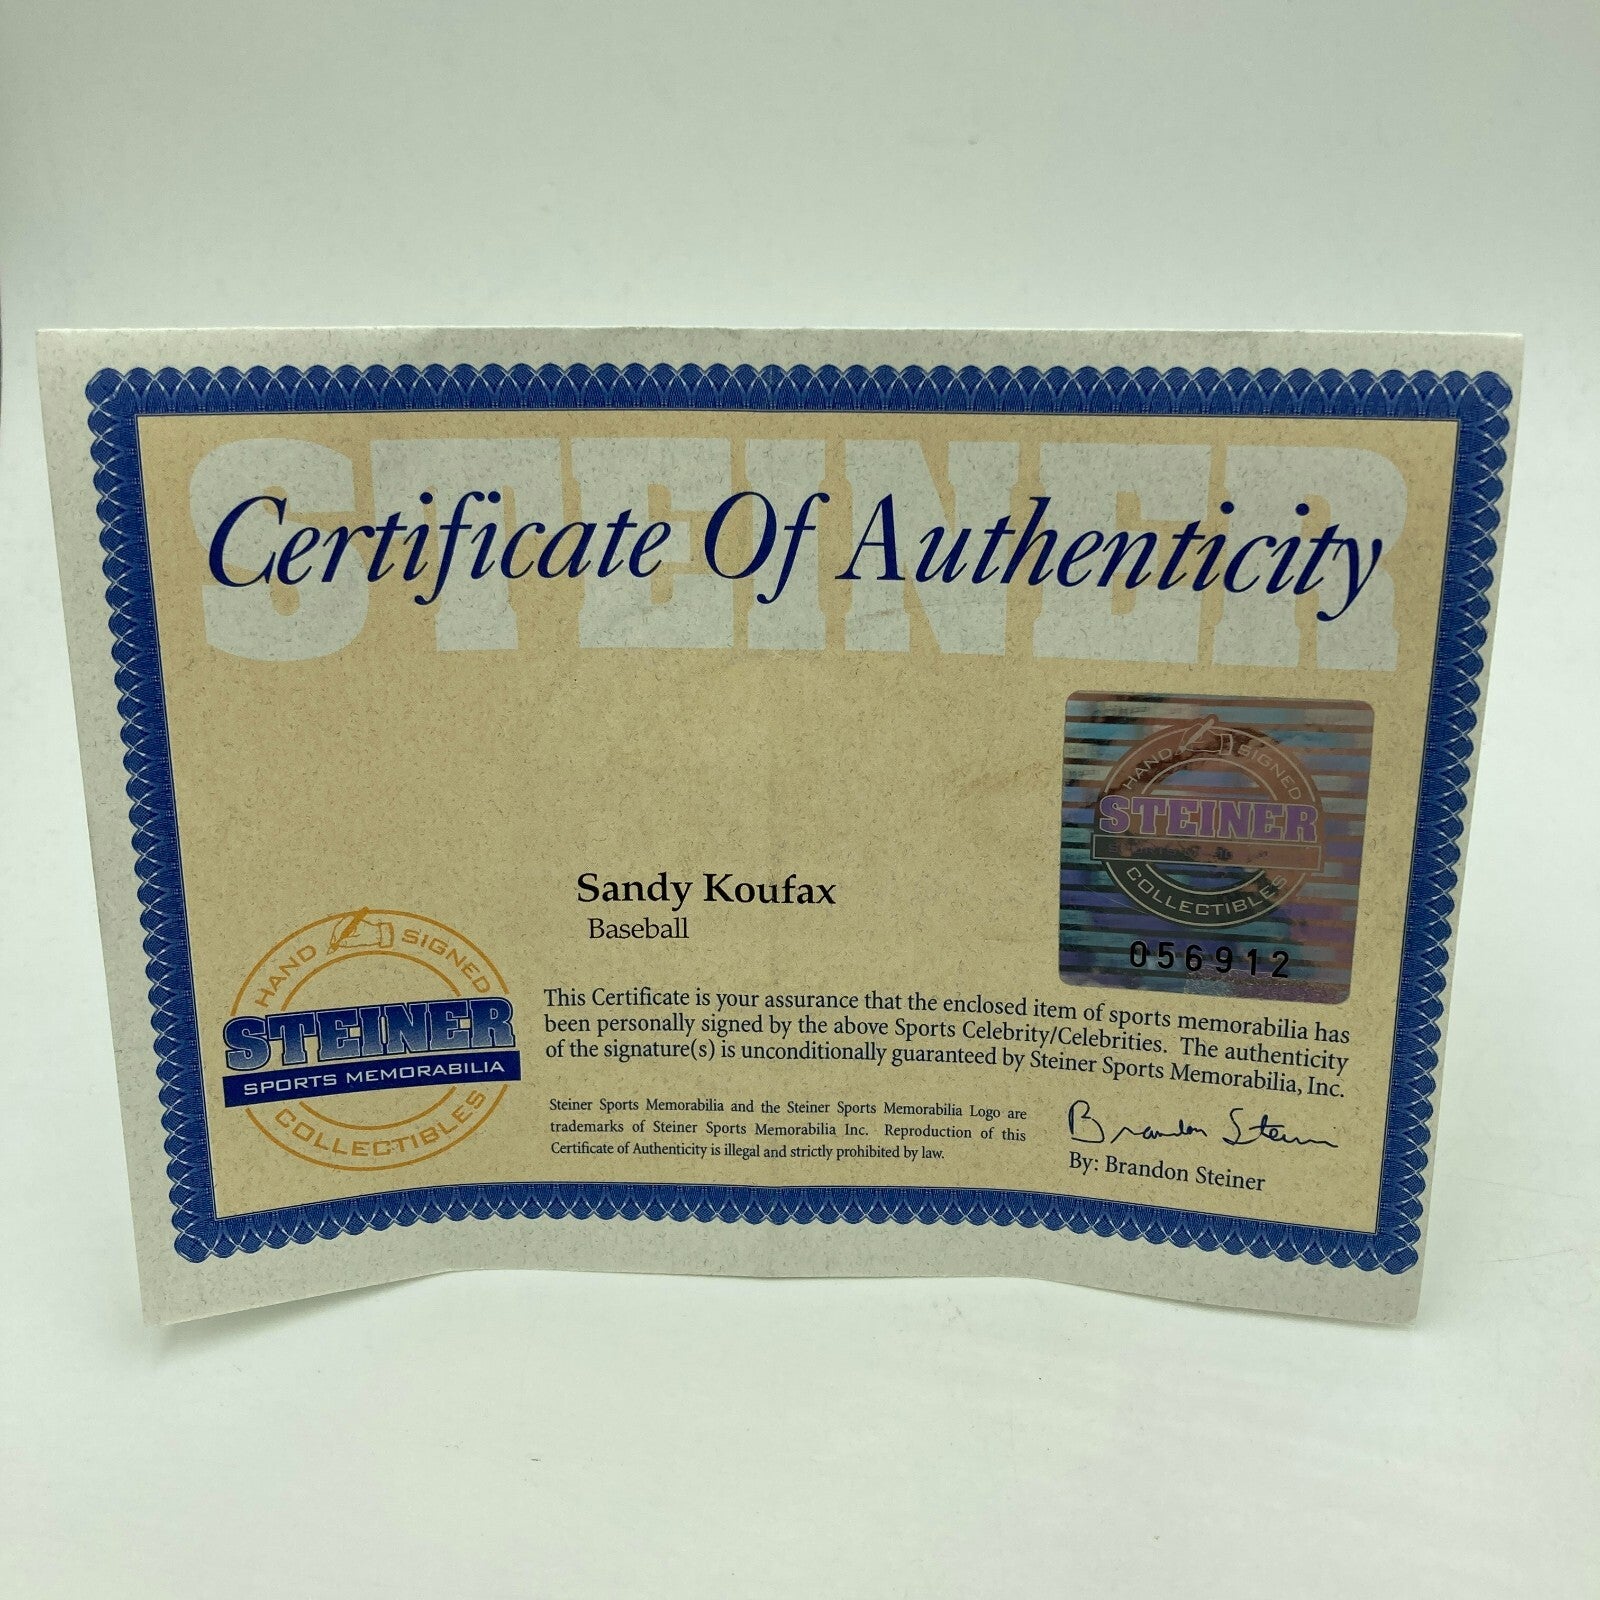 STEINER
Certificate Of Authenticity
HAND SIGNED
STEINER
COLLECTIBLES
056912
Sandy Koufax
Baseball
HAND SIGNED
STEINER
SPORTS MEMORABILIA
COLLECTIBLES
This Certificate is your assurance that the enclosed item of sports memorabilia has
been personally signed by the above Sports Celebrity/Celebrities. The authenticity
of the signature(s) is unconditionally guaranteed by Steiner Sports Memorabilia, Inc.
Steiner Sports Memorabilia and the Steiner Sports Memorabilia Logo are
trademarks of Steiner Sports Memorabilia Inc. Reproduction of this
Certificate of Authenticity is illegal and strictly prohibited by law.
Brandon Steiner
By: Brandon Steiner